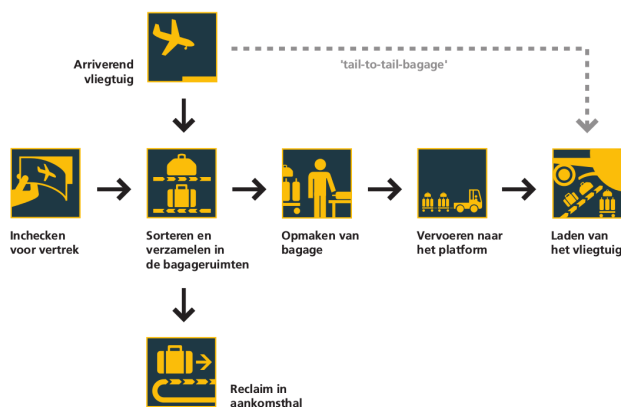 Arriverend
vliegtuig
'tail-to-tail-bagage'
Inchecken
voor vertrek
Sorteren en
verzamelen in
de bagageruimten
Opmaken van
bagage
Vervoeren naar
het platform
Laden van
het vliegtuig
Reclaim in
aankomsthal